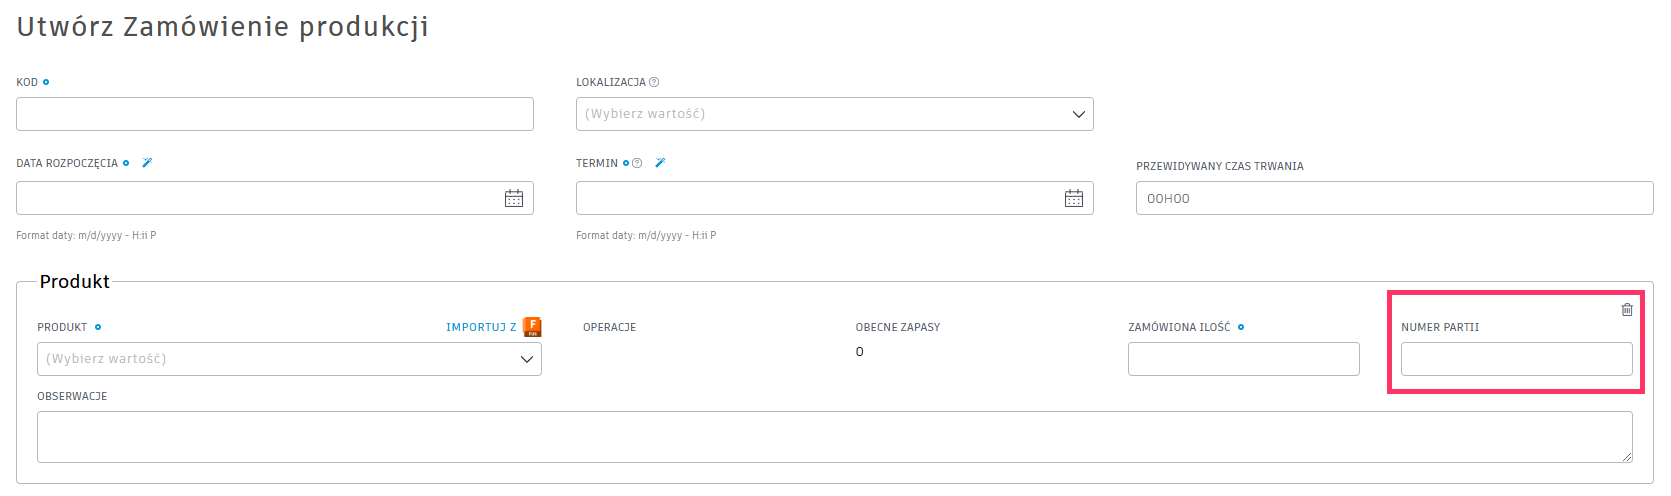 Utwórz Zamówienie produkcji
KOD
LOKALIZACJA
(Wybierz wartość)
DATA ROZPOCZĘCIA
TERMIN
PRZEWIDYWANY CZAS TRWANIA
00H00
Format daty: m/d/yyyy - H:ii P
Format daty: m/d/yyyy - H:ii P
Produkt
PRODUKT
IMPORTUJ Z
F
OPERACJE
OBECNE ZAPASY
ZAMÓWIONA ILOŚĆ
NUMER PARTII
(Wybierz wartość)
0
OBSERWACJE